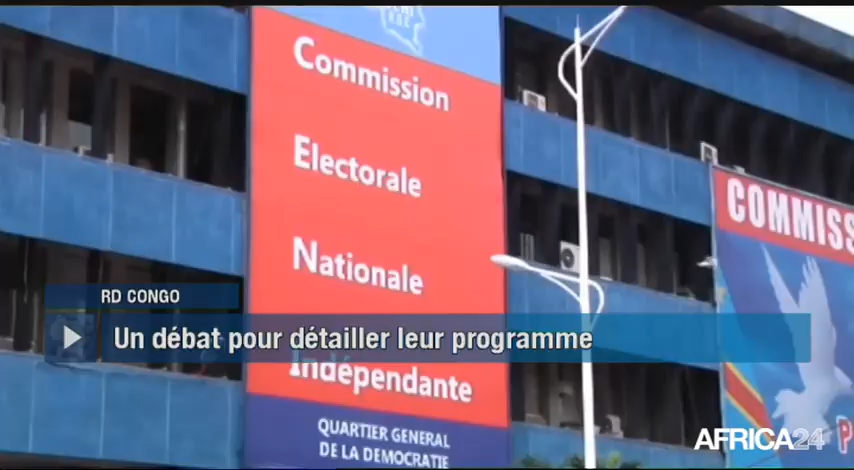 Commission
Electorale
Nationale
Indépendante
QUARTIER GENERAL
DE LA DEMOCRATIE
COMMISS
RD CONGO
Un débat pour détailler leur programme
AFRICA24